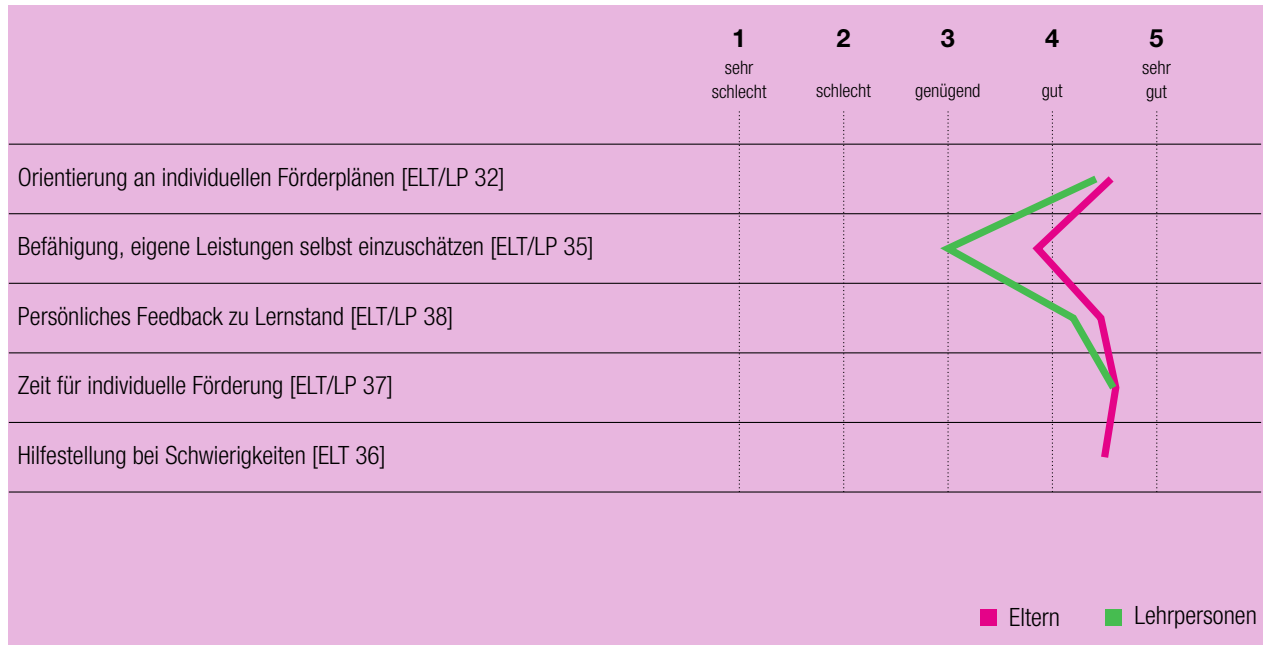 1 2 3 4 5
sehr sehr
schlecht schlecht genügend gut gut
Orientierung an individuellen Förderplänen [ELT/LP 32]
Befähigung, eigene Leistungen selbst einzuschätzen [ELT/LP 35]
Persönliches Feedback zu Lernstand [ELT/LP 38]
Zeit für individuelle Förderung [ELT/LP 37]
Hilfestellung bei Schwierigkeiten [ELT 36]
Eltern Lehrpersonen